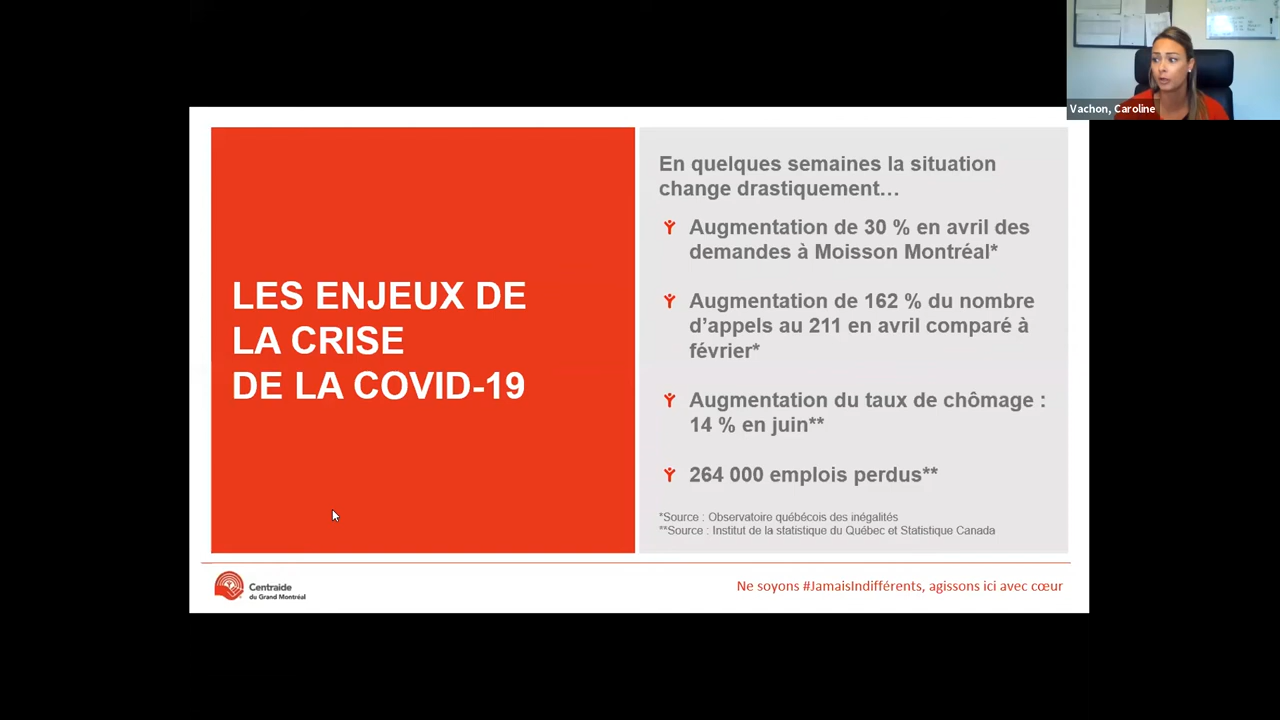 Vachon, Caroline
LES ENJEUX DE
LA CRISE
DE LA COVID-19
En quelques semaines la situation
change drastiquement…
Augmentation de 30 % en avril des
demandes à Moisson Montréal*
Augmentation de 162 % du nombre
d’appels au 211 en avril comparé à
février*
Augmentation du taux de chômage :
14 % en juin**
264 000 emplois perdus**
*Source : Observatoire québécois des inégalités
**Source : Institut de la statistique du Québec et Statistique Canada
Centraide
du Grand Montréal
Ne soyons #JamaisIndifférents, agissons ici avec cœur